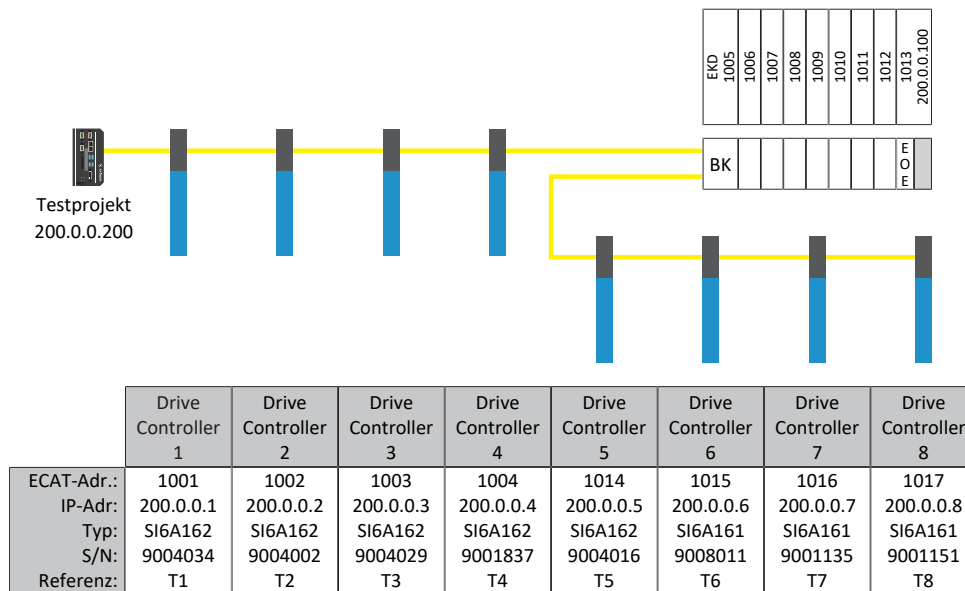 EKD
1005
1006
1007
1008
1009
1010
1011
1012
1013
200.0.0.100
BK
E
O
E
Testprojekt
200.0.0.200
Drive Controller 1 Drive Controller 2 Drive Controller 3 Drive Controller 4 Drive Controller 5 Drive Controller 6 Drive Controller 7 Drive Controller 8
ECAT-Adr.: 1001 1002 1003 1004 1014 1015 1016 1017
IP-Adr: 200.0.0.1 200.0.0.2 200.0.0.3 200.0.0.4 200.0.0.5 200.0.0.6 200.0.0.7 200.0.0.8
Typ: SI6A162 SI6A162 SI6A162 SI6A162 SI6A162 SI6A161 SI6A161 SI6A161
S/N: 9004034 9004002 9004029 9001837 9004016 9008011 9001135 9001151
Referenz: T1 T2 T3 T4 T5 T6 T7 T8